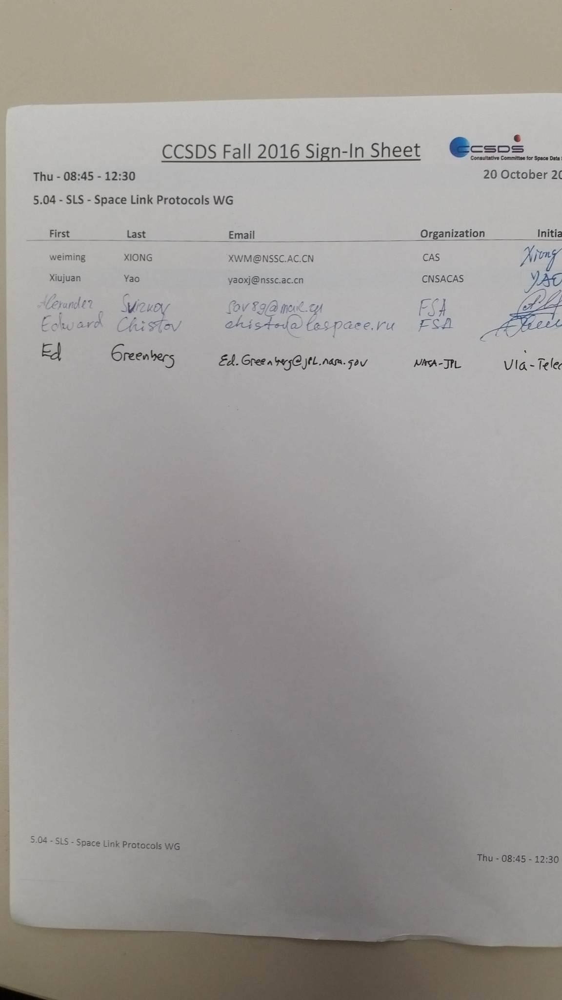 CCSDS Fall 2016 Sign-In Sheet
CCSDS
Consultative Committee for Space Data
Thu - 08:45 - 12:30 20 October 20
5.04 - SLS - Space Link Protocols WG
First Last Email Organization Initia
weiming XIONG XWM@NSSC.AC.CN CAS Xiong
Xiujuan Yao yaoxj@nssc.ac.cn CNSACAS YAO
Alexander Svirkov sav89@mail.ru FSA
Edward Chistov chistov@laspace.ru FSA
Ed Greenberg Ed.Greenberg@jpl.nasa.gov NASA-JPL Via-Telec
5.04 - SLS - Space Link Protocols WG
Thu - 08:45 - 12:30